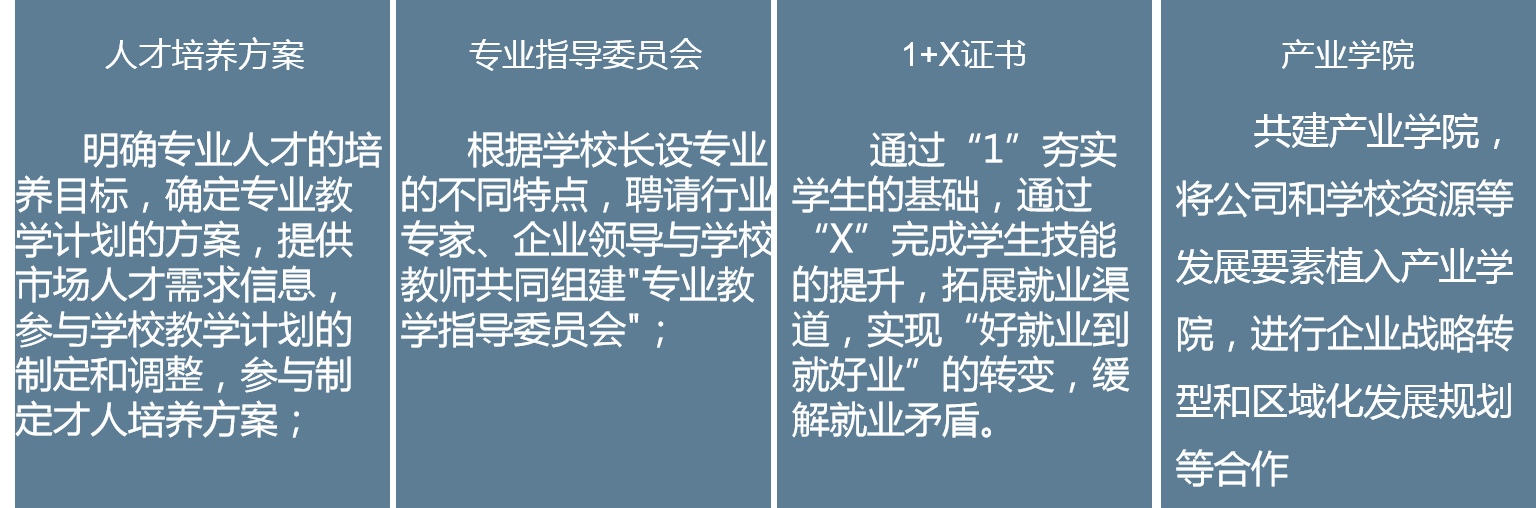 人才培养方案
明确专业人才的培
养目标，确定专业教
学计划的方案，提供
市场人才需求信息，
参与学校教学计划的
制定和调整，参与制
定才人培养方案；
专业指导委员会
根据学校长设专业
的不同特点，聘请行业
专家、企业领导与学校
教师共同组建"专业教
学指导委员会"；
1+X证书
通过“1”夯实
学生的基础，通过
“X”完成学生技能
的提升，拓展就业渠
道，实现“好就业到
就好业”的转变，缓
解就业矛盾。
产业学院
共建产业学院，
将公司和学校资源等
发展要素植入产业学
院，进行企业战略转
型和区域化发展规划
等合作